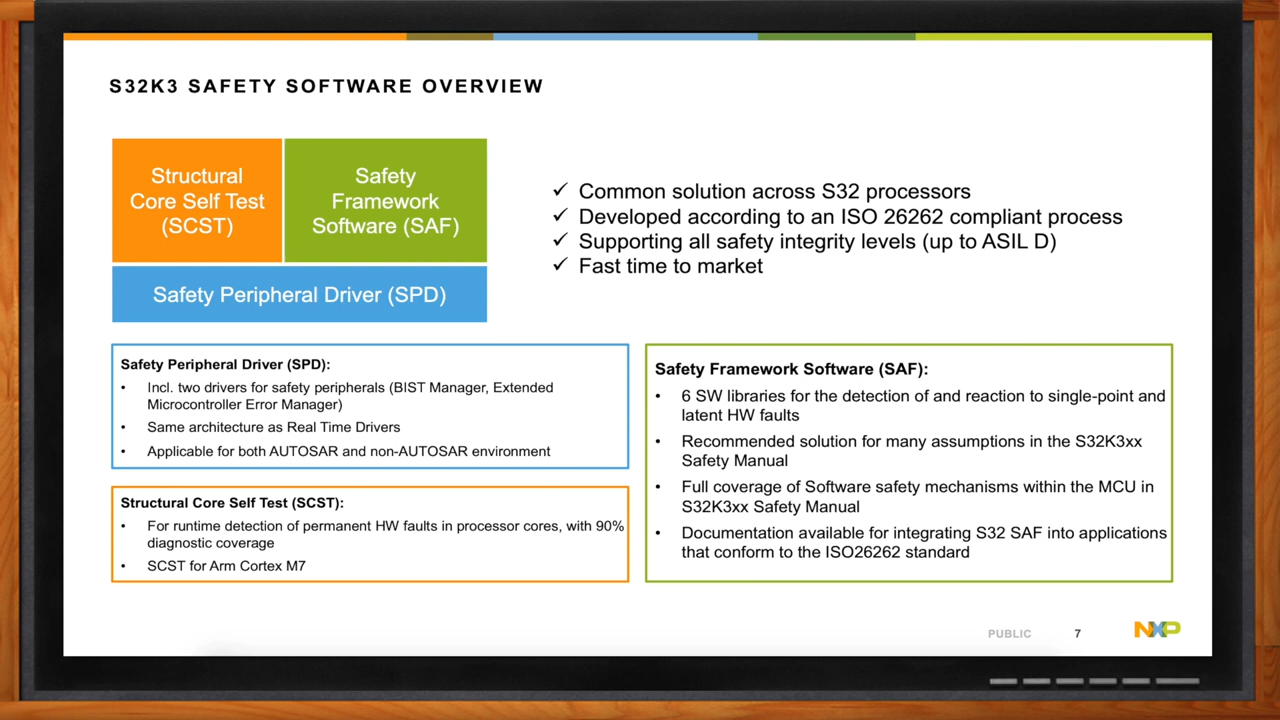 S32K3 SAFETY SOFTWARE OVERVIEW
Structural
Core Self Test
(SCST)
Safety
Framework
Software (SAF)
Safety Peripheral Driver (SPD)
✓ Common solution across S32 processors
✓ Developed according to an ISO 26262 compliant process
✓ Supporting all safety integrity levels (up to ASIL D)
✓ Fast time to market
Safety Peripheral Driver (SPD):
• Incl. two drivers for safety peripherals (BIST Manager, Extended
Microcontroller Error Manager)
• Same architecture as Real Time Drivers
• Applicable for both AUTOSAR and non-AUTOSAR environment
Structural Core Self Test (SCST):
• For runtime detection of permanent HW faults in processor cores, with 90%
diagnostic coverage
• SCST for Arm Cortex M7
Safety Framework Software (SAF):
• 6 SW libraries for the detection of and reaction to single-point and
latent HW faults
• Recommended solution for many assumptions in the S32K3xx
Safety Manual
• Full coverage of Software safety mechanisms within the MCU in
S32K3xx Safety Manual
• Documentation available for integrating S32 SAF into applications
that conform to the ISO26262 standard
PUBLIC 7 NXP